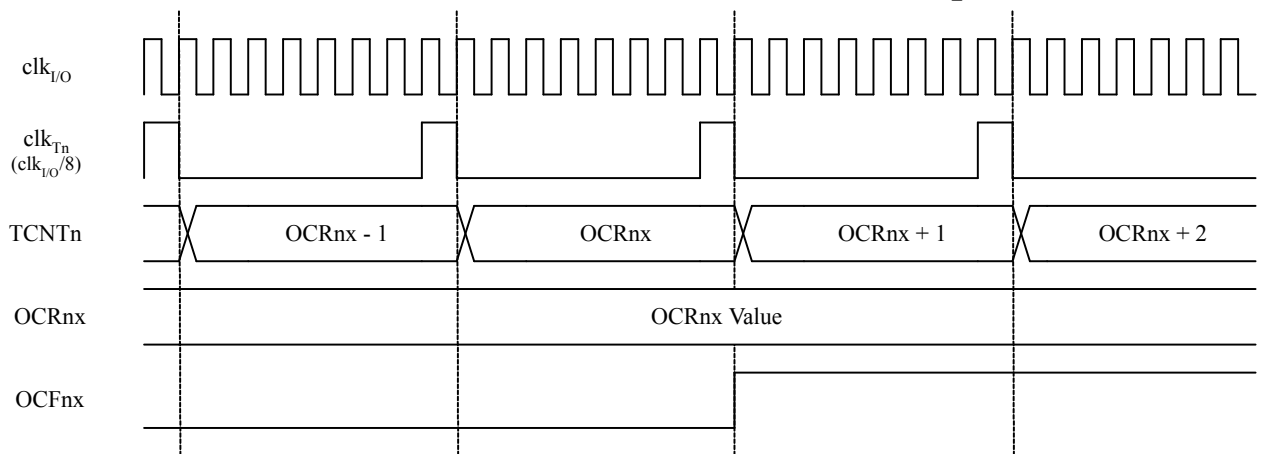 clkI/O
clkTn
(clkI/O/8)
TCNTn
OCRnx - 1
OCRnx
OCRnx + 1
OCRnx + 2
OCRnx
OCRnx Value
OCFnx